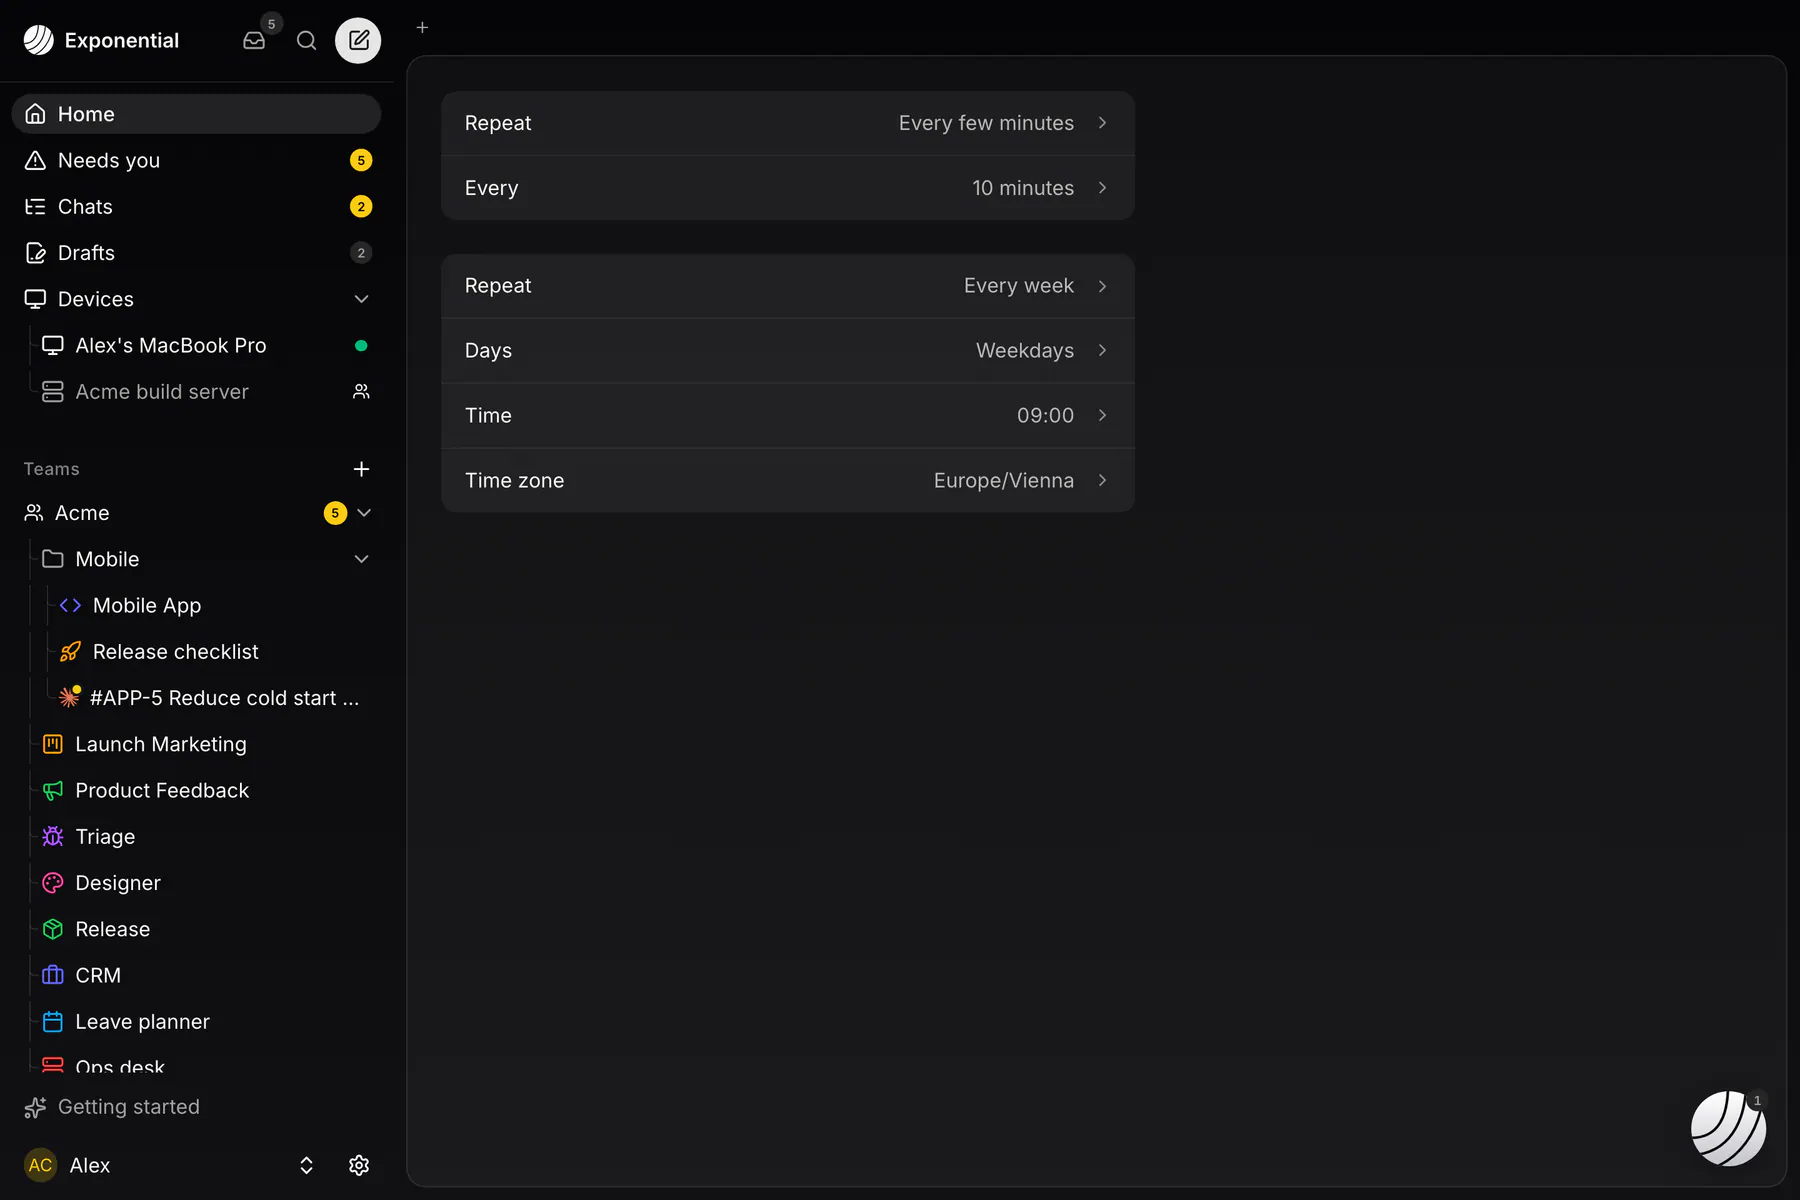 Exponential
5
Home
Needs you
5
Chats
2
Drafts
2
Devices
Alex's MacBook Pro
Acme build server
Teams
Acme
5
Mobile
Mobile App
Release checklist
#APP-5 Reduce cold start ...
Launch Marketing
Product Feedback
Triage
Designer
Release
CRM
Leave planner
Ops desk
Getting started
AC
Alex
Repeat
Every few minutes
Every
10 minutes
Repeat
Every week
Days
Weekdays
Time
09:00
Time zone
Europe/Vienna
1